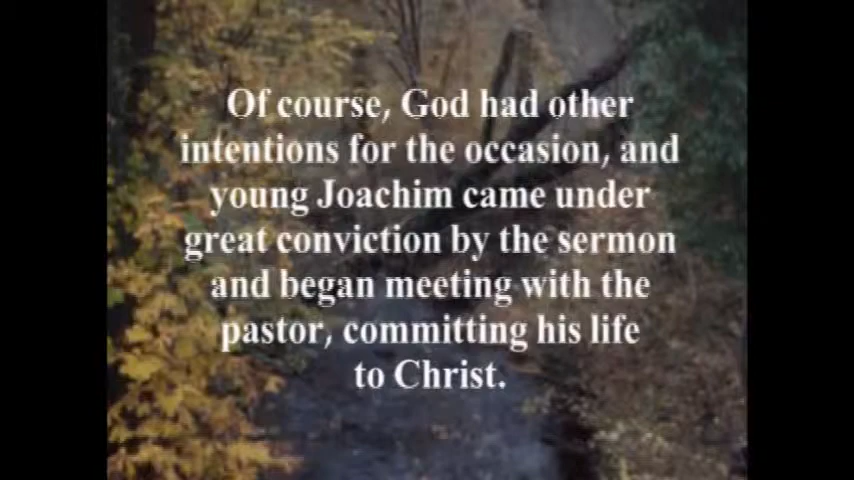 Of course, God had other
intentions for the occasion, and
young Joachim came under
great conviction by the sermon
and began meeting with the
pastor, committing his life
to Christ.